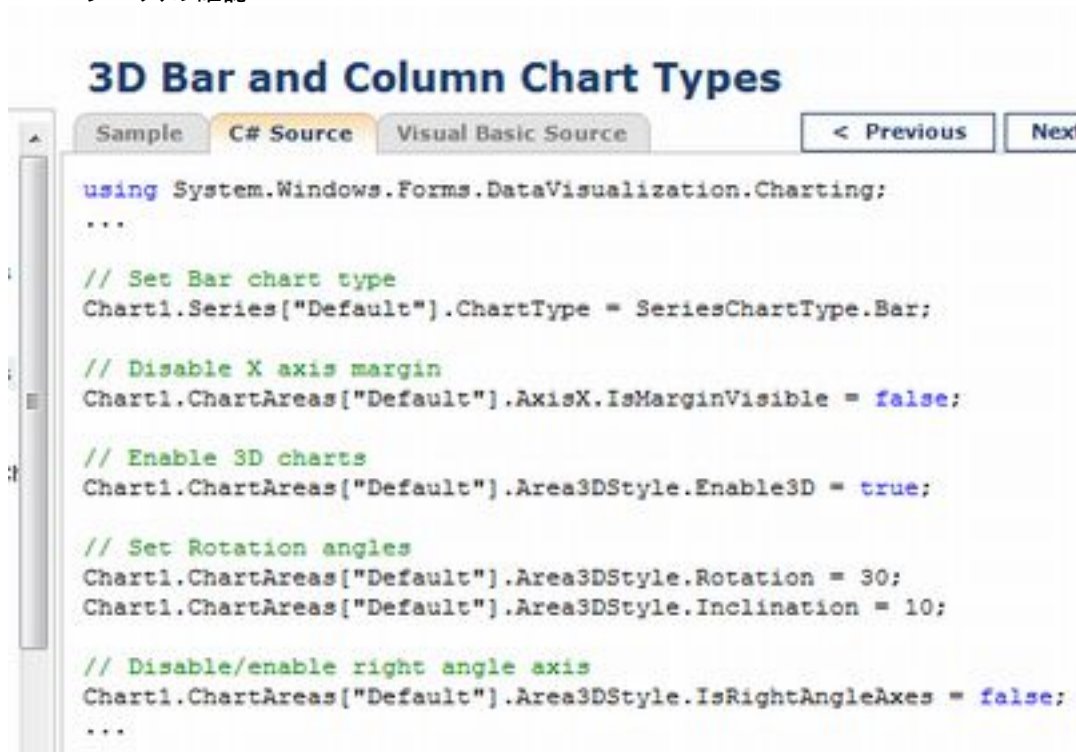 3D Bar and Column Chart Types
Sample C# Source Visual Basic Source < Previous Next
using System.Windows.Forms.DataVisualization.Charting;
...
// Set Bar chart type
Chart1.Series["Default"].ChartType = SeriesChartType.Bar;
// Disable X axis margin
Chart1.ChartAreas["Default"].AxisX.IsMarginVisible = false;
// Enable 3D charts
Chart1.ChartAreas["Default"].Area3DStyle.Enable3D = true;
// Set Rotation angles
Chart1.ChartAreas["Default"].Area3DStyle.Rotation = 30;
Chart1.ChartAreas["Default"].Area3DStyle.Inclination = 10;
// Disable/enable right angle axis
Chart1.ChartAreas["Default"].Area3DStyle.IsRightAngleAxes = false;
...